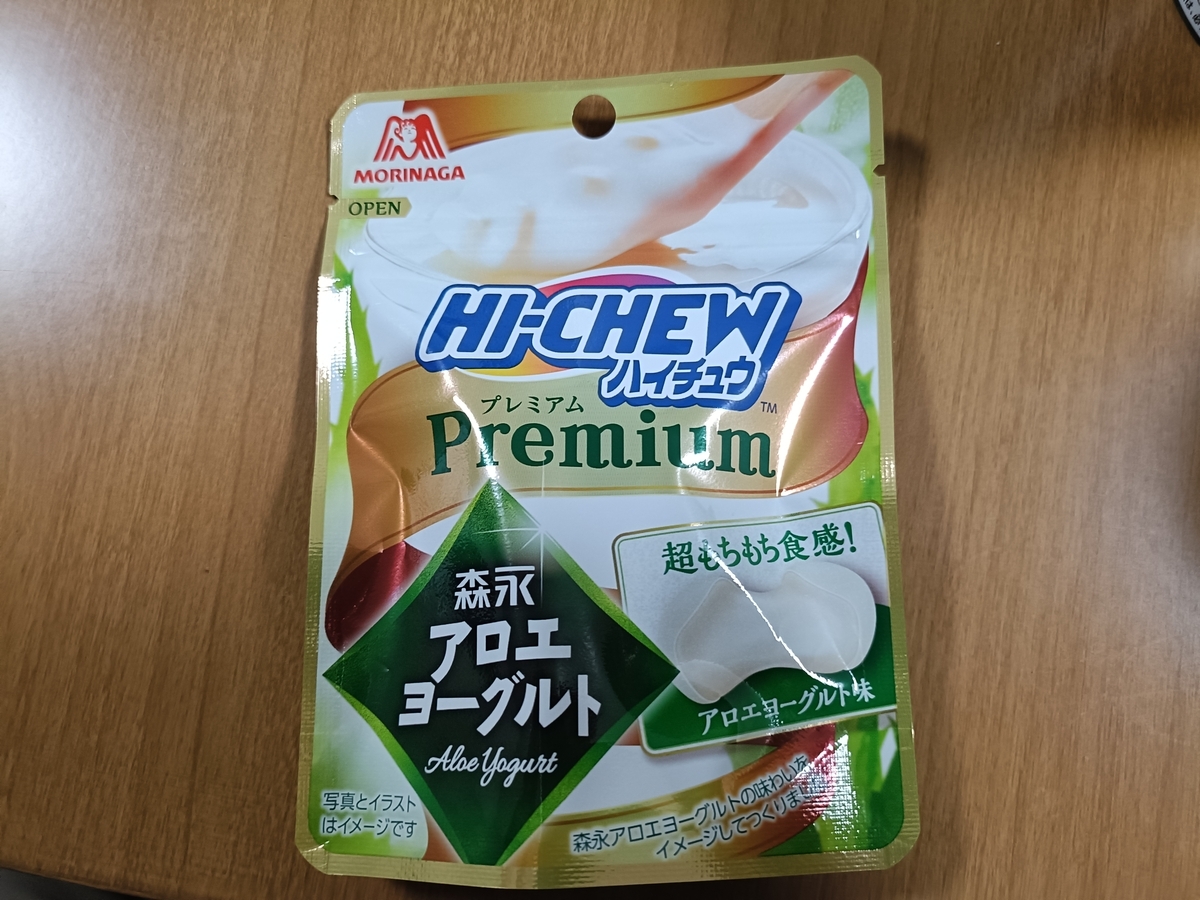 MORINAGA
OPEN
HI-CHEW
ハイチュウ
TM
プレミアム
Premium
超もちもち食感!
森永
アロエ
ヨーグルト
Aloe Yogurt
アロエヨーグルト味
写真とイラスト
はイメージです
森永アロエヨーグルトの味わいを
イメージしてつくりました